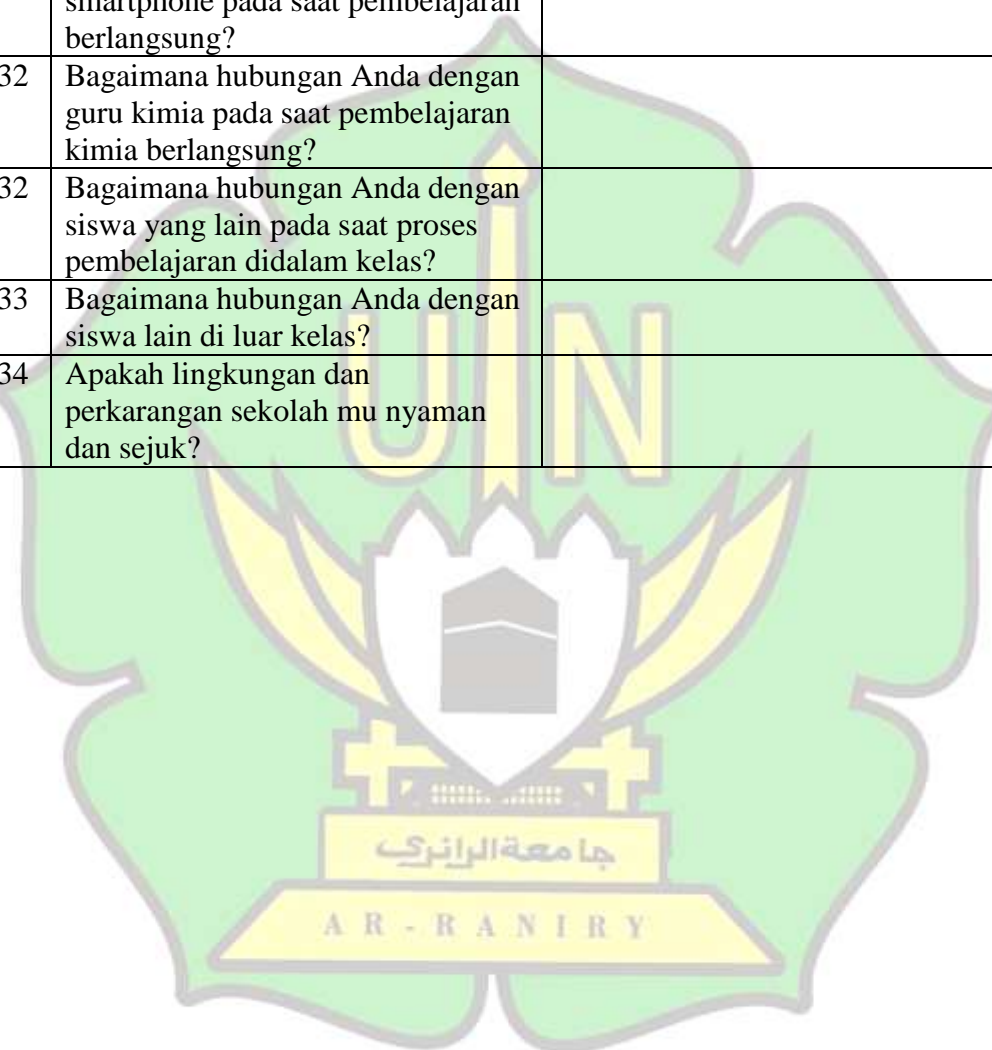 smartphone pada saat pembelajaran
berlangsung?
32 Bagaimana hubungan Anda dengan
guru kimia pada saat pembelajaran
kimia berlangsung?
32 Bagaimana hubungan Anda dengan
siswa yang lain pada saat proses
pembelajaran didalam kelas?
33 Bagaimana hubungan Anda dengan
siswa lain di luar kelas?
34 Apakah lingkungan dan
perkarangan sekolah mu nyaman
dan sejuk?
UIN
جامعة الرانري
AR-RANIRY